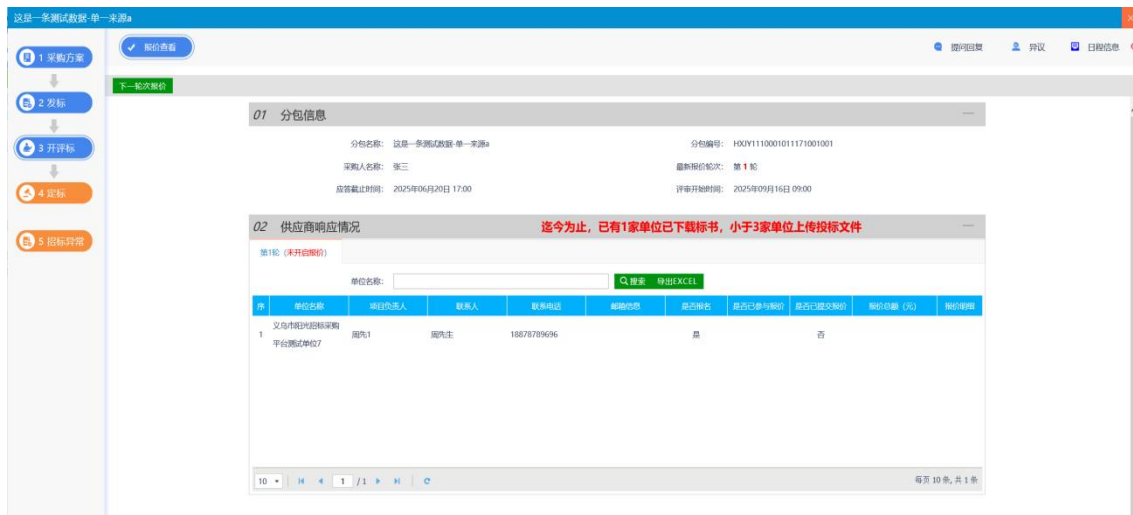 这是一条测试数据-单一来源a
1 采购方案
2 发标
3 开评标
4 定标
5 招标异常
报价查看
提问回复 异议 日程信息
下一轮次报价
01 分包信息
分包名称: 这是一条测试数据-单一来源a 分包编号: HXJY1110001011171001001
采购人名称: 张三 最新报价轮次: 第 1 轮
应答截止时间: 2025年06月20日 17:00 评审开始时间: 2025年09月16日 09:00
02 供应商响应情况 迄今为止，已有1家单位已下载标书，小于3家单位上传投标文件
第1轮 (未开启报价)
单位名称: 搜索 导出EXCEL
序 单位名称 项目负责人 联系人 联系电话 邮箱信息 是否报名 是否已参与报价 是否已提交报价 报价总额（元） 报价明细
1 义乌市阳光招标采购平台测试单位7 周先1 周先生 18878789696 是 否
10 1 /1 每页 10 条, 共 1 条